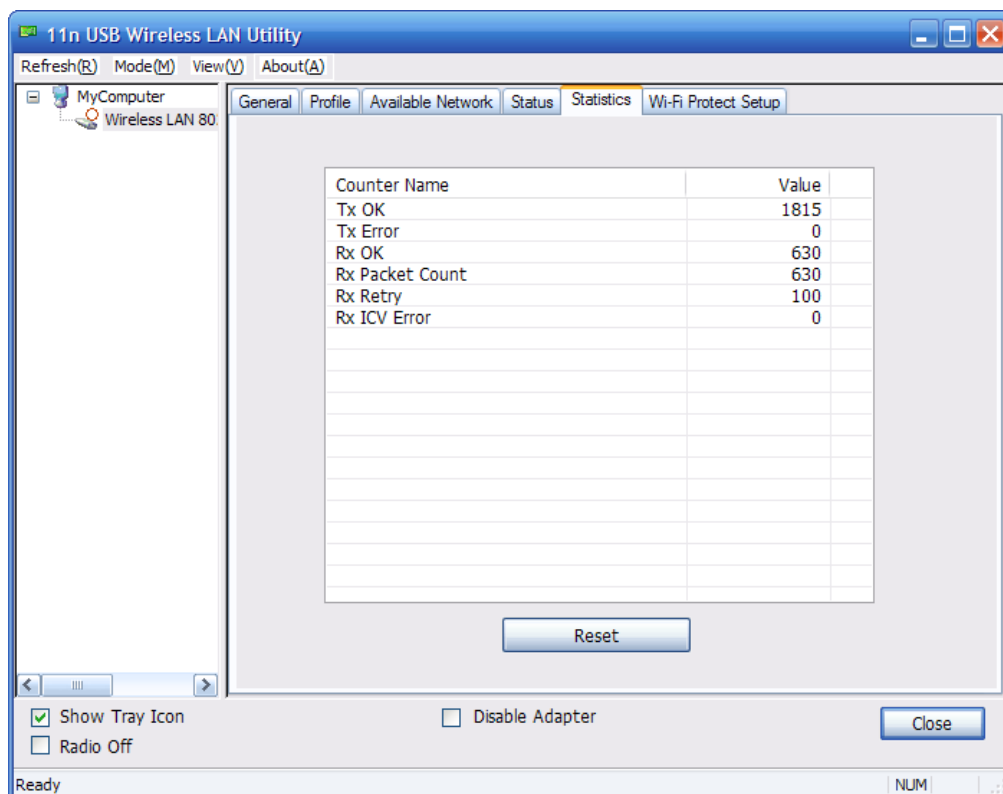 11n USB Wireless LAN Utility
Refresh(R) Mode(M) View(V) About(A)
MyComputer
Wireless LAN 80
General Profile Available Network Status Statistics Wi-Fi Protect Setup
Counter Name Value
Tx OK 1815
Tx Error 0
Rx OK 630
Rx Packet Count 630
Rx Retry 100
Rx ICV Error 0
Reset
Show Tray Icon Disable Adapter Close
Radio Off
Ready NUM